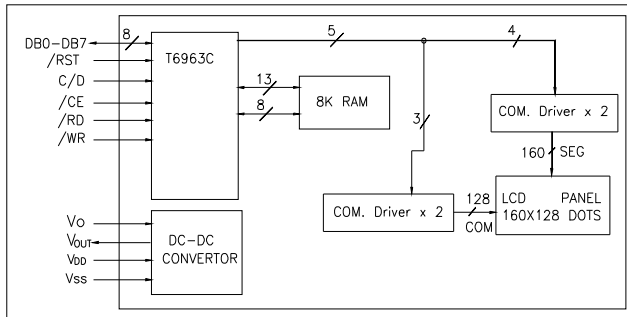 DB0-DB7
8
/RST
C/D
/CE
/RD
/WR
T6963C
5
4
13
8
8K RAM
3
COM. Driver x 2
160
SEG
COM. Driver x 2
128
COM
LCD PANEL
160X128 DOTS
Vo
VOUT
VDD
VSS
DC-DC
CONVERTOR